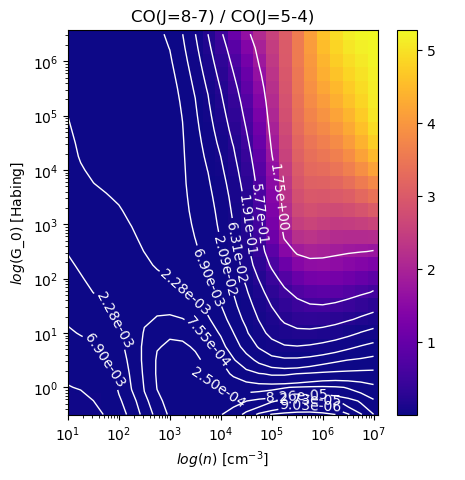 CO(J=8-7) / CO(J=5-4)
log(G_0) [Habing]
10^6
10^5
10^4
10^3
10^2
10^1
10^0
1.75e+00
5.77e-01
1.91e-01
6.31e-02
2.09e-02
6.90e-03
2.28e-03
2.28e-03
7.55e-04
6.90e-03
2.50e-04
8.26e-05
9.03e-06
10^1
10^2
10^3
10^4
10^5
10^6
10^7
log(n) [cm^−3]
5
4
3
2
1